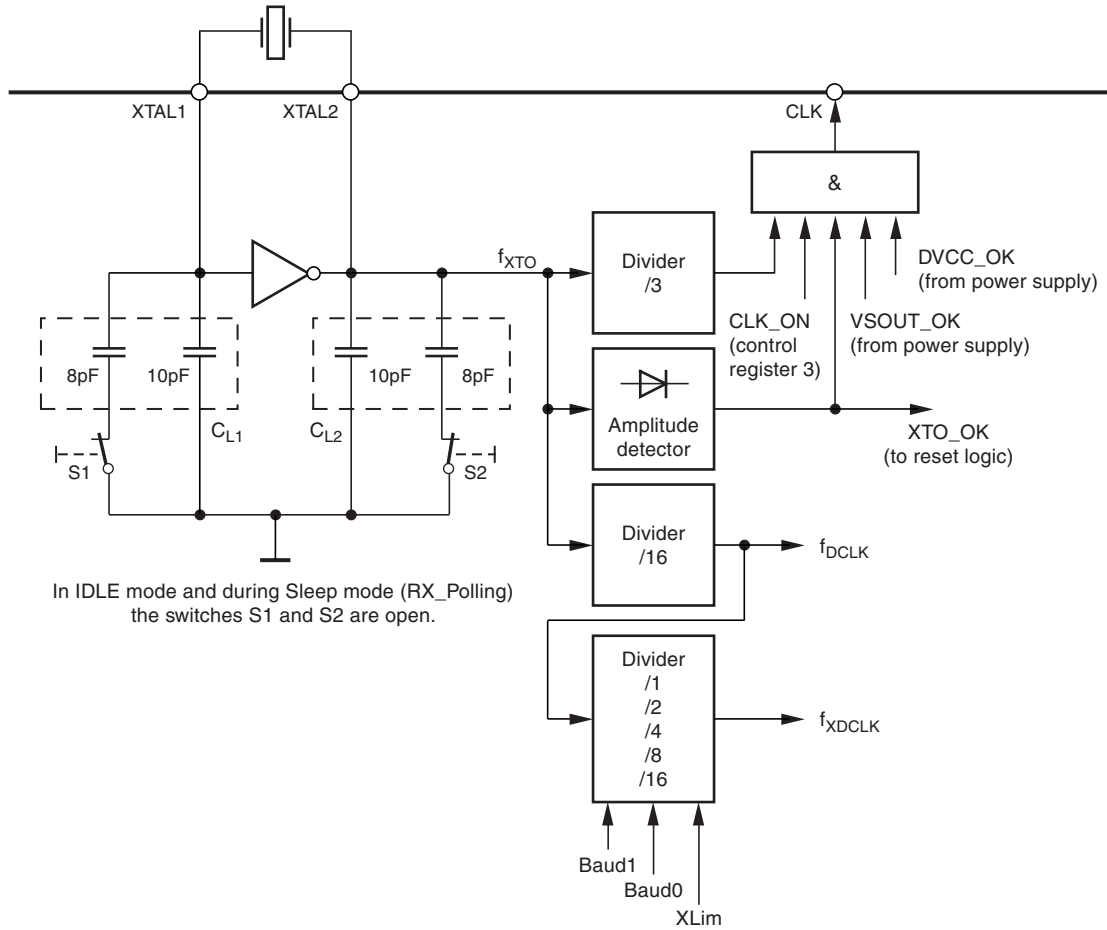 XTAL1
XTAL2
CLK
&
fXTO
Divider
/3
DVCC_OK
(from power supply)
CLK_ON
(control
register 3)
VSOUT_OK
(from power supply)
8pF
10pF
10pF
8pF
CL1
CL2
S1
S2
Amplitude
detector
XTO_OK
(to reset logic)
Divider
/16
fDCLK
In IDLE mode and during Sleep mode (RX_Polling)
the switches S1 and S2 are open.
Divider
/1
/2
/4
/8
/16
fXDCLK
Baud1
Baud0
XLim